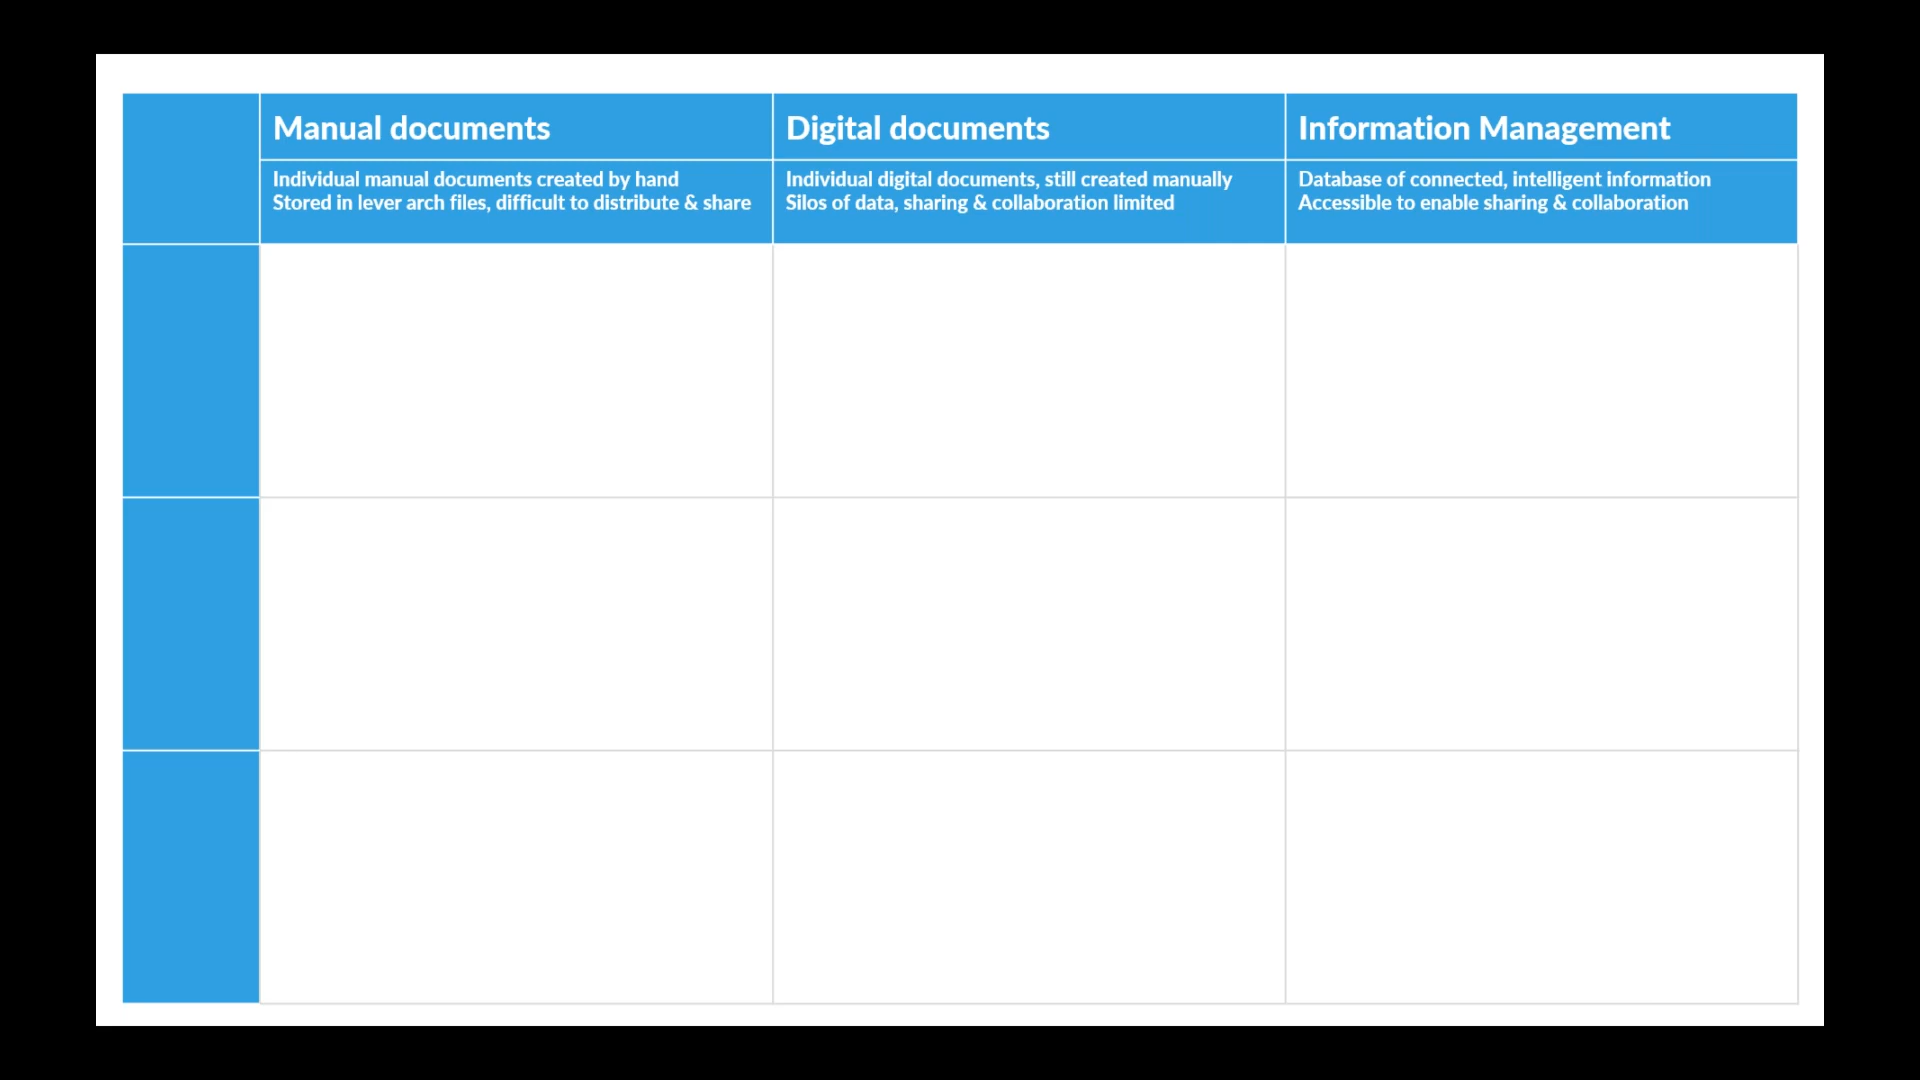 Manual documents
Digital documents
Information Management
Individual manual documents created by hand
Stored in lever arch files, difficult to distribute & share
Individual digital documents, still created manually
Silos of data, sharing & collaboration limited
Database of connected, intelligent information
Accessible to enable sharing & collaboration